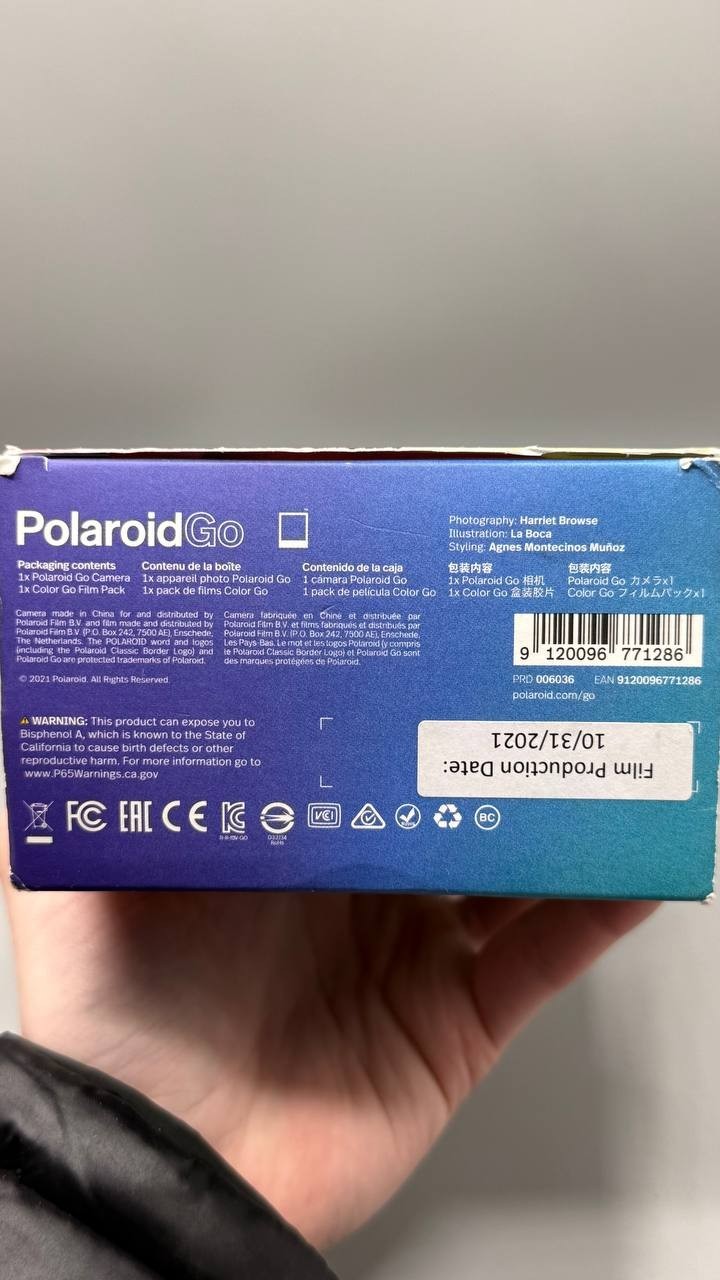 PolaroidGo
Photography: Harriet Browse
Illustration: La Boca
Styling: Agnes Montecinos Muñoz
Packaging contents
1x Polaroid Go Camera
1x Color Go Film Pack
Contenu de la boîte
1x appareil photo Polaroid Go
1x pack de films Color Go
Contenido de la caja
1 cámara Polaroid Go
1 pack de película Color Go
包装内容
1x Polaroid Go 相机
1x Color Go 盒装胶片
包装内容
Polaroid Go カメラx1
Color Go フィルムパックx1
Camera made in China for and distributed by
Polaroid Film B.V. and film made and distributed by
Polaroid Film B.V. (P.O. Box 242, 7500 AE), Enschede,
The Netherlands. The POLAROID word and logos
(including the Polaroid Classic Border Logo) and
Polaroid Go are protected trademarks of Polaroid.
Camera fabriquée en Chine et distribuée par
Polaroid Film B.V. et films fabriqués et distribués par
Polaroid Film B.V. (P.O. Box 242, 7500 AE), Enschede,
Les Pays-Bas. Le mot et les logos Polaroid (y compris
le Polaroid Classic Border Logo) et Polaroid Go sont
des marques protégées de Polaroid.
© 2021 Polaroid. All Rights Reserved.
9 120096 771286
PRD 006036 EAN 9120096771286
polaroid.com/go
WARNING: This product can expose you to
Bisphenol A, which is known to the State of
California to cause birth defects or other
reproductive harm. For more information go to
www.P65Warnings.ca.gov
Film Production Date:
10/31/2021
FC EAC CE KC
VCCI
BC
D33J34
RoHS